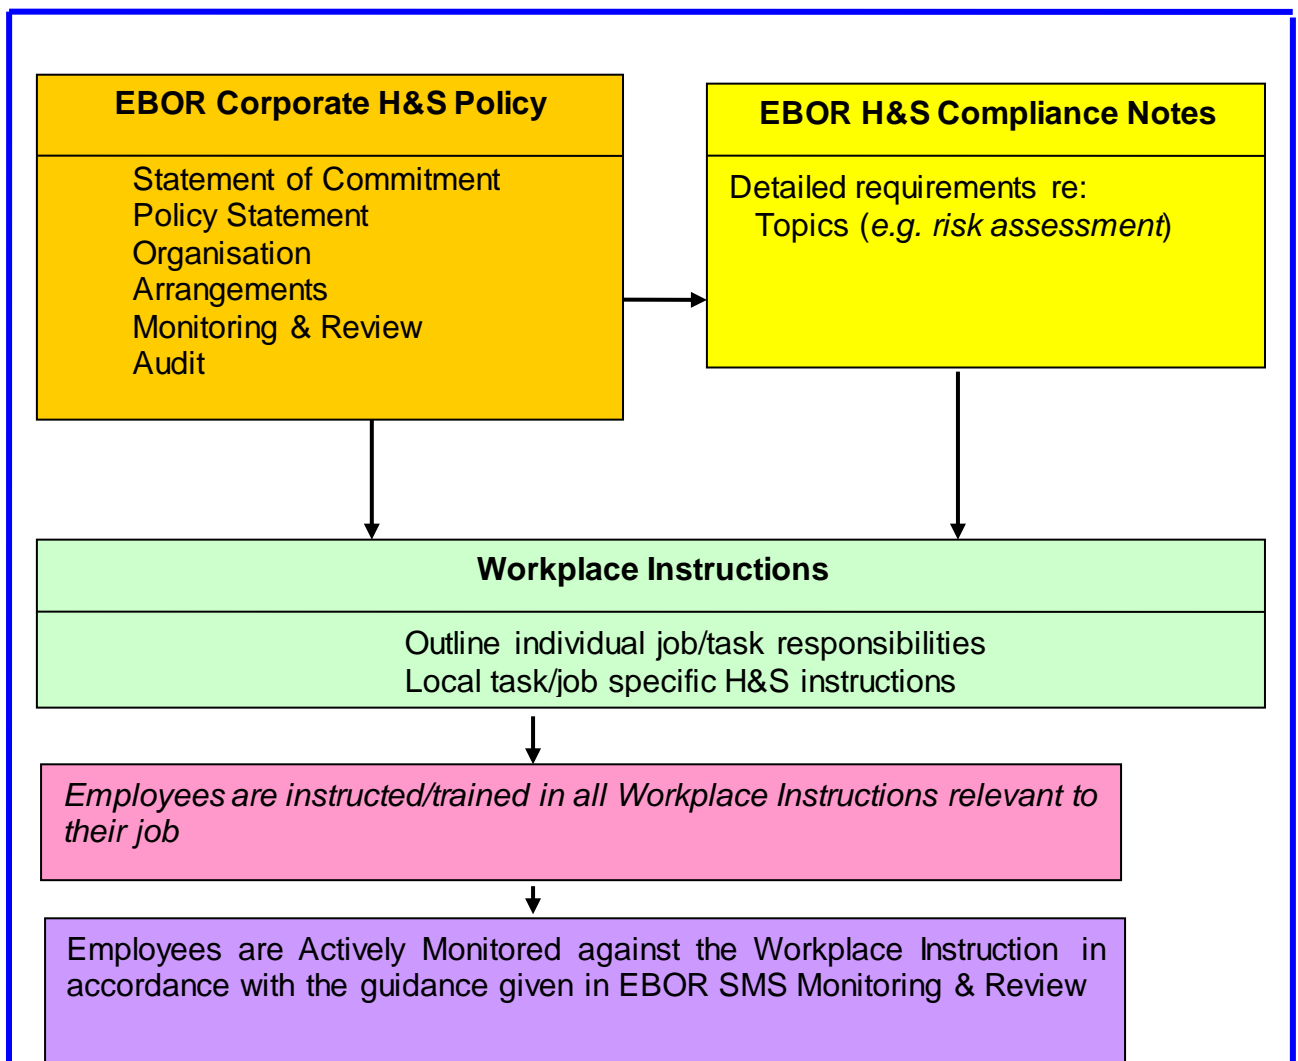 EBOR Corporate H&S Policy
Statement of Commitment
Policy Statement
Organisation
Arrangements
Monitoring & Review
Audit
EBOR H&S Compliance Notes
Detailed requirements re:
Topics (e.g. risk assessment)
Workplace Instructions
Outline individual job/task responsibilities
Local task/job specific H&S instructions
Employees are instructed/trained in all Workplace Instructions relevant to
their job
Employees are Actively Monitored against the Workplace Instruction in
accordance with the guidance given in EBOR SMS Monitoring & Review